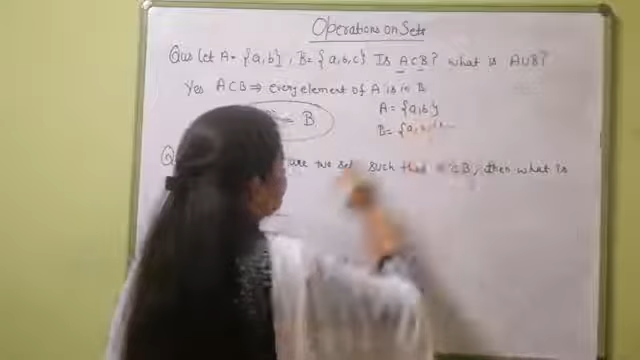 Operations on Sets
Ques Let A = {a,b}, B = {a,b,c} Is A⊂B? what is A∪B?
Yes A⊂B ⇒ every element of A is in B
= B
A = {a,b}
B = {a,b,
are two set such that ⊂B, then what is